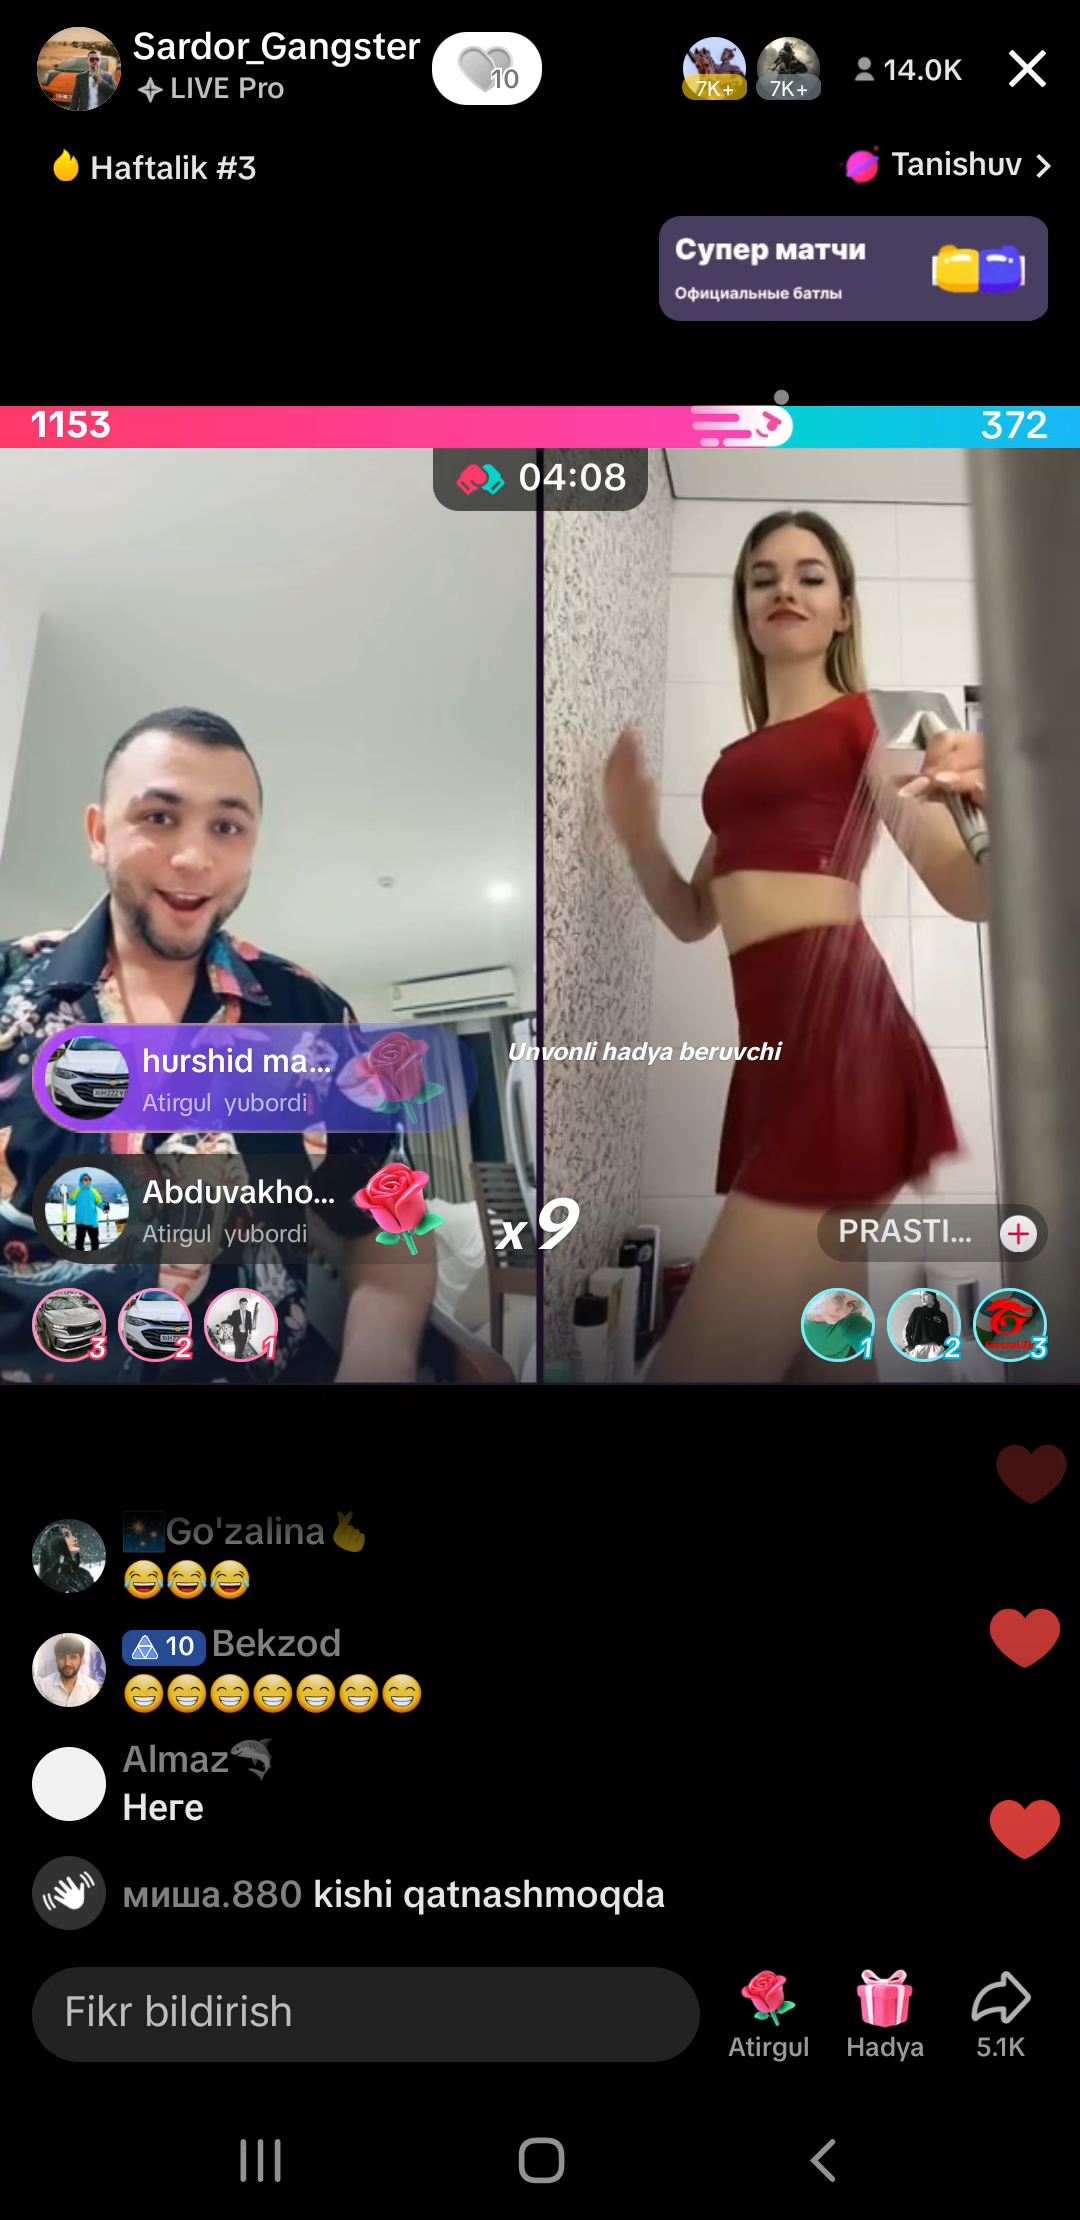 Sardor_Gangster
LIVE Pro
10
7K+
7K+
14.0K
Haftalik #3
Tanishuv
Супер матчи
Официальные батлы
1153
372
04:08
hurshid ma...
Atirgul yubordi
Unvonli hadya beruvchi
Abduvakho...
Atirgul yubordi
x9
PRASTI...
3
2
1
1
2
3
Go'zalina
😂😂😂
10 Bekzod
😁😁😁😁😁😁😁
Almaz
Неге
миша.880 kishi qatnashmoqda
Fikr bildirish
Atirgul
Hadya
5.1K